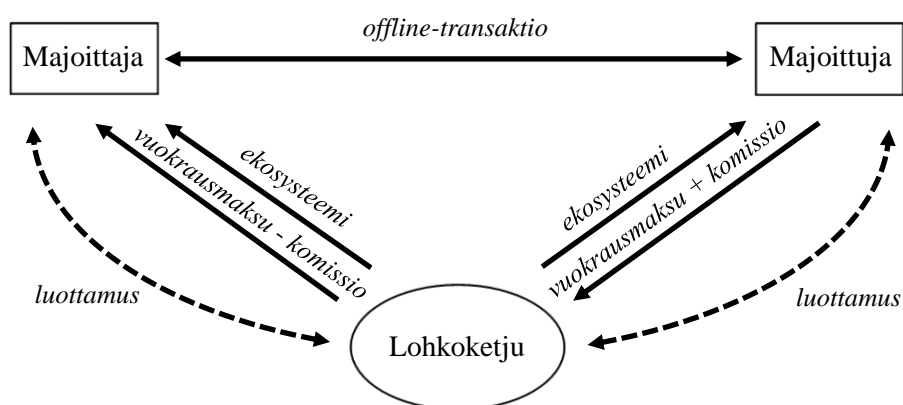 offline-transaktio
Majoittaja
Majoittuja
ekosysteemi
vuokrausmaksu - komissio
ekosysteemi
vuokrausmaksu + komissio
luottamus
luottamus
Lohkoketju